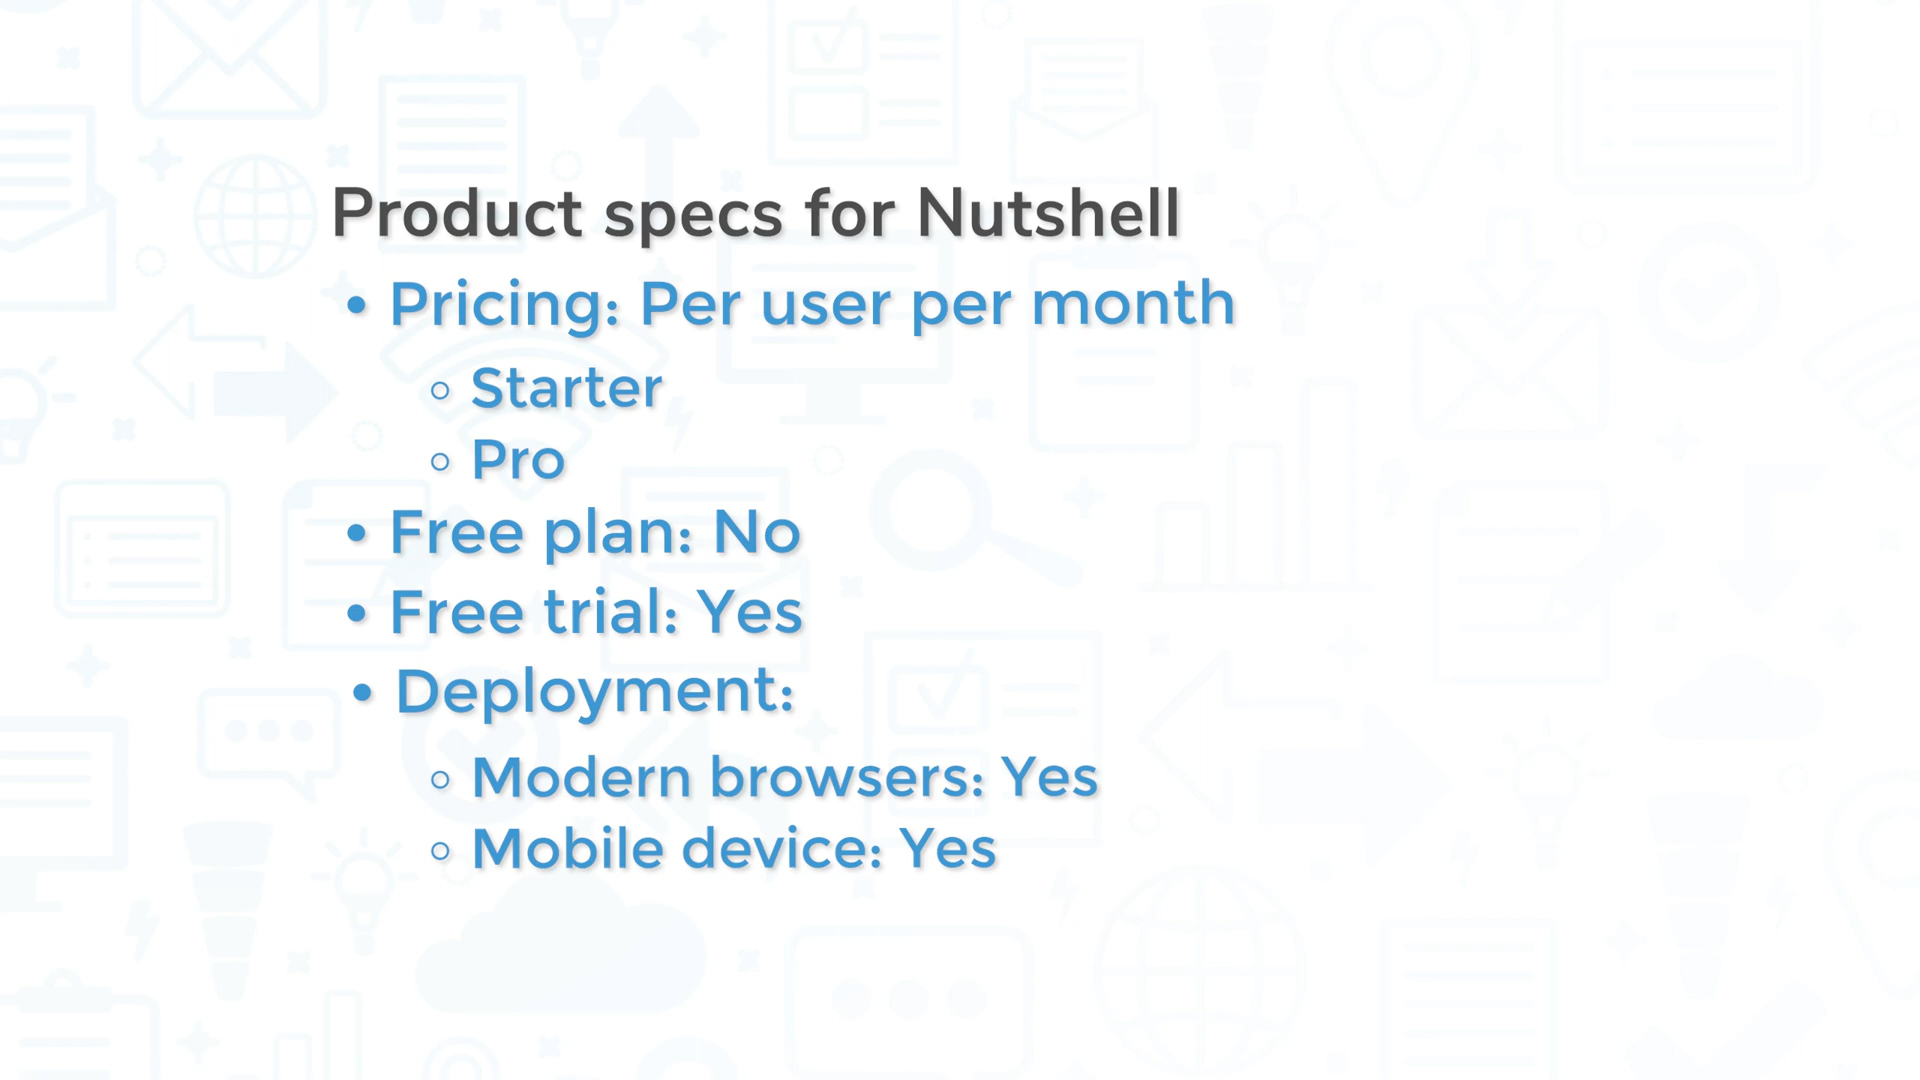 Product specs for Nutshell
• Pricing: Per user per month
◦ Starter
◦ Pro
• Free plan: No
• Free trial: Yes
• Deployment:
◦ Modern browsers: Yes
◦ Mobile device: Yes